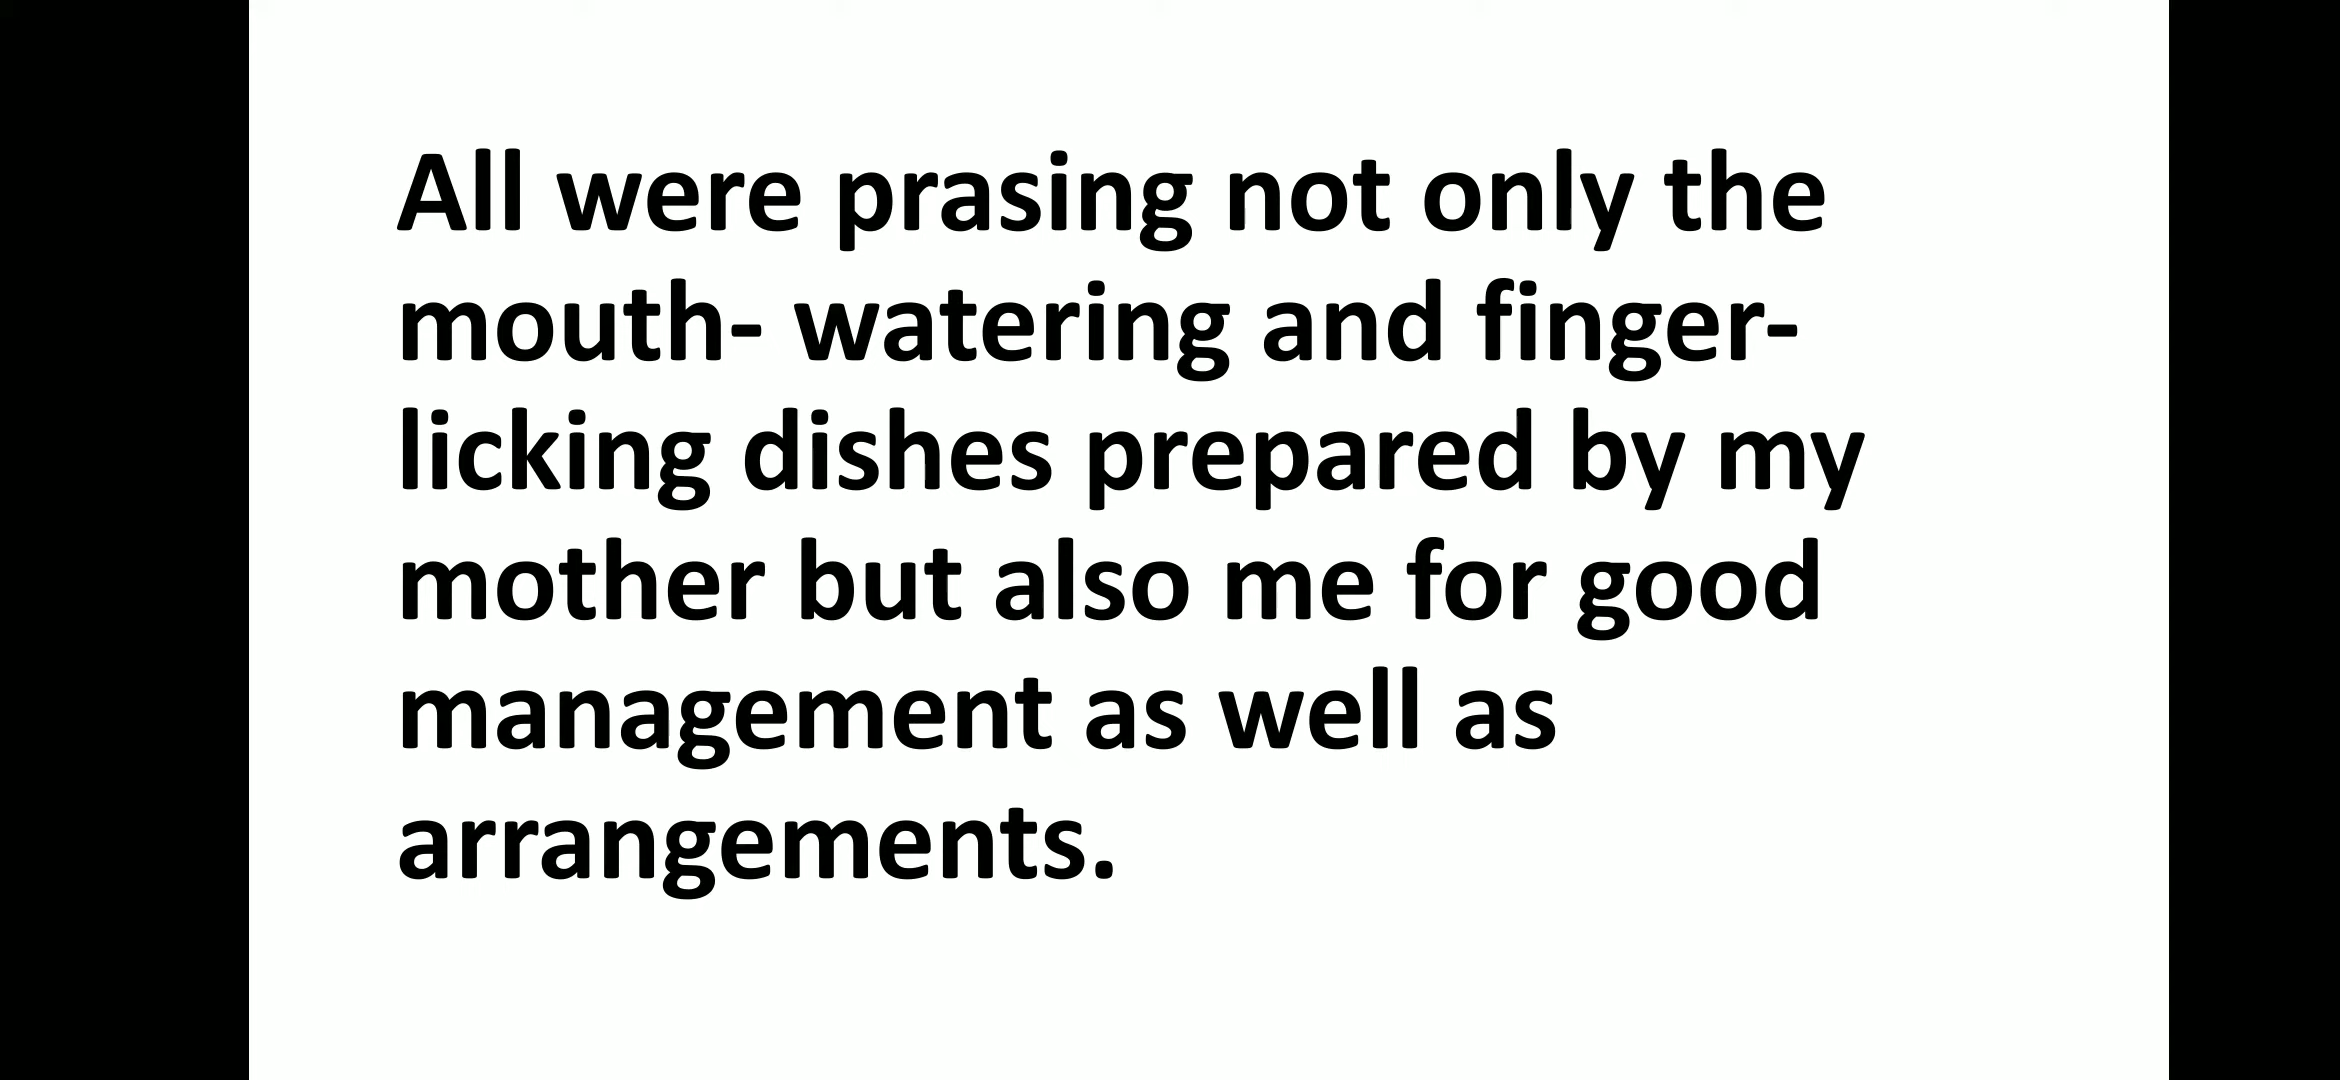 All were prasing not only the
mouth- watering and finger-
licking dishes prepared by my
mother but also me for good
management as well as
arrangements.